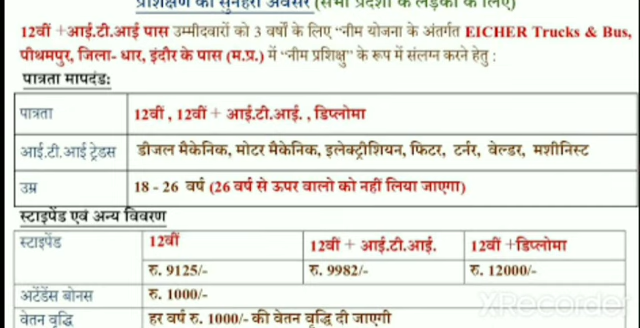 प्रशिक्षण का सुनहरा अवसर (सभी प्रदेशों के लड़कों के लिए)
12वीं +आई.टी.आई पास उम्मीदवारों को 3 वर्षों के लिए "नीम योजना के अंतर्गत EICHER Trucks & Bus,
पीथमपुर, जिला- धार, इंदौर के पास (म.प्र.) में "नीम प्रशिक्षु" के रूप में संलग्न करने हेतु :
पात्रता मापदंड:
पात्रता 12वीं , 12वीं + आई.टी.आई. , डिप्लोमा
आई.टी.आई ट्रेडस डीजल मैकेनिक, मोटर मैकेनिक, इलेक्ट्रीशियन, फिटर, टर्नर, वेल्डर, मशीनिस्ट
उम्र 18 - 26 वर्ष (26 वर्ष से ऊपर वालो को नहीं लिया जाएगा)
स्टाइपेंड एवं अन्य विवरण
स्टाइपेंड 12वीं 12वीं + आई.टी.आई. 12वीं +डिप्लोमा
रु. 9125/- रु. 9982/- रु. 12000/-
अटेंडेंस बोनस रु. 1000/-
वेतन वृद्धि हर वर्ष रु. 1000/- की वेतन वृद्धि दी जाएगी
XRecorder